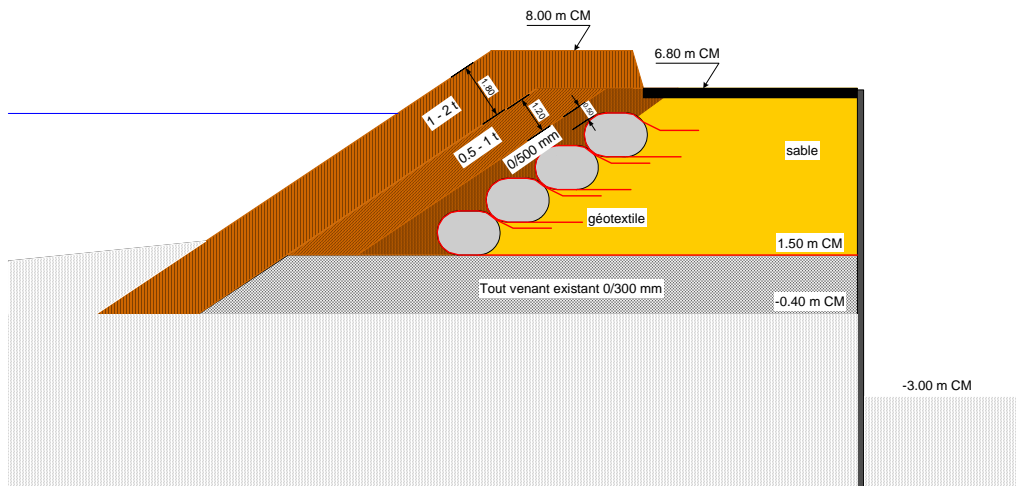 8.00 m CM
6.80 m CM
1.80
1 - 2 t
1.20
0.50
0.5 - 1 t
0/500 mm
sable
géotextile
1.50 m CM
Tout venant existant 0/300 mm
-0.40 m CM
-3.00 m CM